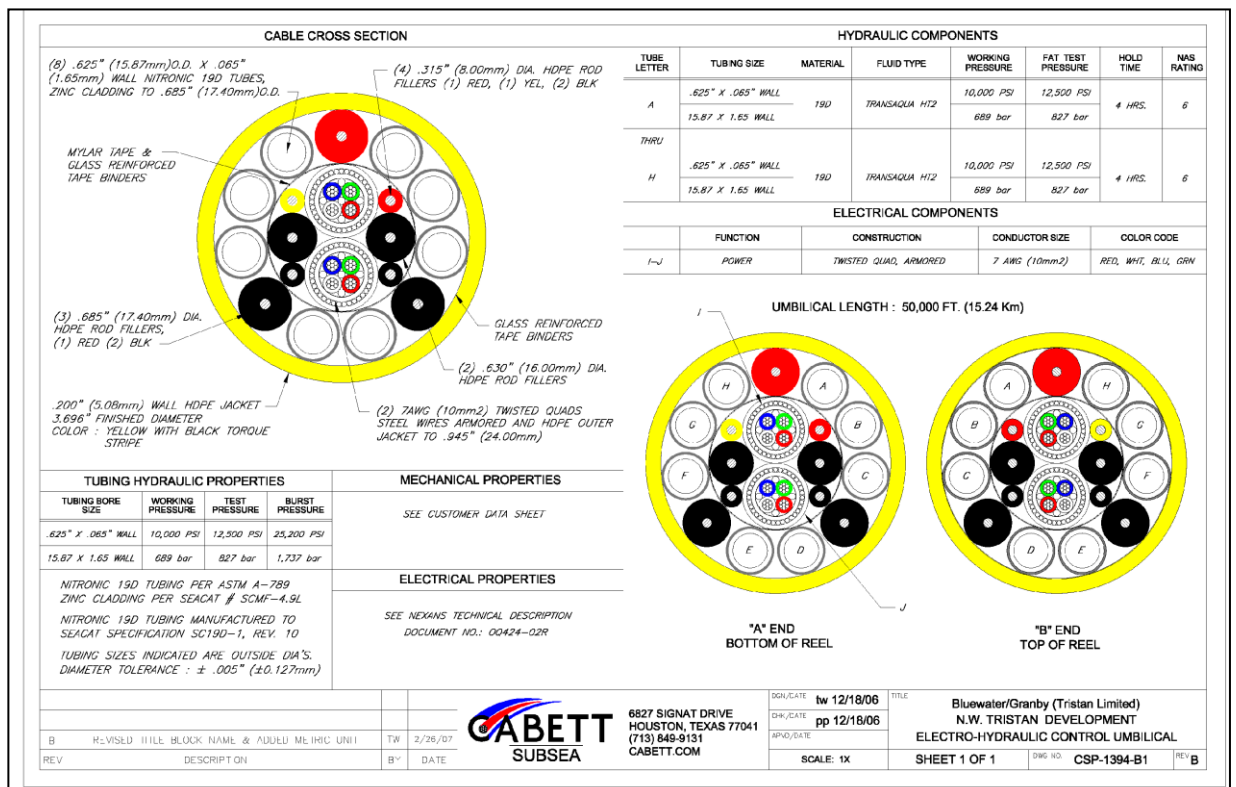 CABLE CROSS SECTION
(8) .625" (15.87mm)O.D. X .065"
(1.65mm) WALL NITRONIC 19D TUBES,
ZINC CLADDING TO .685" (17.40mm)O.D.
(4) .315" (8.00mm) DIA. HDPE ROD
FILLERS (1) RED, (1) YEL, (2) BLK
MYLAR TAPE &
GLASS REINFORCED
TAPE BINDERS
(3) .685" (17.40mm) DIA.
HDPE ROD FILLERS,
(1) RED (2) BLK
GLASS REINFORCED
TAPE BINDERS
(2) .630" (16.00mm) DIA.
HDPE ROD FILLERS
.200" (5.08mm) WALL HDPE JACKET
3.696" FINISHED DIAMETER
COLOR : YELLOW WITH BLACK TORQUE
STRIPE
(2) 7AWG (10mm2) TWISTED QUADS
STEEL WIRES ARMORED AND HDPE OUTER
JACKET TO .945" (24.00mm)
HYDRAULIC COMPONENTS
TUBE LETTER TUBING SIZE MATERIAL FLUID TYPE WORKING PRESSURE FAT TEST PRESSURE HOLD TIME NAS RATING
A .625" X .065" WALL 19D TRANSAQUA HT2 10,000 PSI 12,500 PSI 4 HRS. 6
15.87 X 1.65 WALL 689 bar 827 bar
THRU
H .625" X .065" WALL 19D TRANSAQUA HT2 10,000 PSI 12,500 PSI 4 HRS. 6
15.87 X 1.65 WALL 689 bar 827 bar
ELECTRICAL COMPONENTS
FUNCTION CONSTRUCTION CONDUCTOR SIZE COLOR CODE
I-J POWER TWISTED QUAD, ARMORED 7 AWG (10mm2) RED, WHT, BLU, GRN
UMBILICAL LENGTH : 50,000 FT. (15.24 Km)
I
H A
G B
F C
E D
J
"A" END
BOTTOM OF REEL
A H
B G
C F
D E
"B" END
TOP OF REEL
TUBING HYDRAULIC PROPERTIES
TUBING BORE SIZE WORKING PRESSURE TEST PRESSURE BURST PRESSURE
.625" X .065" WALL 10,000 PSI 12,500 PSI 25,200 PSI
15.87 X 1.65 WALL 689 bar 827 bar 1,737 bar
NITRONIC 19D TUBING PER ASTM A-789
ZINC CLADDING PER SEACAT # SCMF-4.9L
NITRONIC 19D TUBING MANUFACTURED TO
SEACAT SPECIFICATION SC19D-1, REV. 10
TUBING SIZES INDICATED ARE OUTSIDE DIA'S.
DIAMETER TOLERANCE : ± .005" (±0.127mm)
MECHANICAL PROPERTIES
SEE CUSTOMER DATA SHEET
ELECTRICAL PROPERTIES
SEE NEXANS TECHNICAL DESCRIPTION
DOCUMENT NO.: 00424-02R
B REVISED TITLE BLOCK NAME & ADDED METRIC UNIT TW 2/26/07
REV DESCRIPTION BY DATE
CABETT
SUBSEA
6827 SIGNAT DRIVE
HOUSTON, TEXAS 77041
(713) 849-9131
CABETT.COM
DGN/DATE tw 12/18/06
CHK/DATE pp 12/18/06
APVD/DATE
SCALE: 1X
TITLE
Bluewater/Granby (Tristan Limited)
N.W. TRISTAN DEVELOPMENT
ELECTRO-HYDRAULIC CONTROL UMBILICAL
SHEET 1 OF 1 DWG NO. CSP-1394-B1 REV B